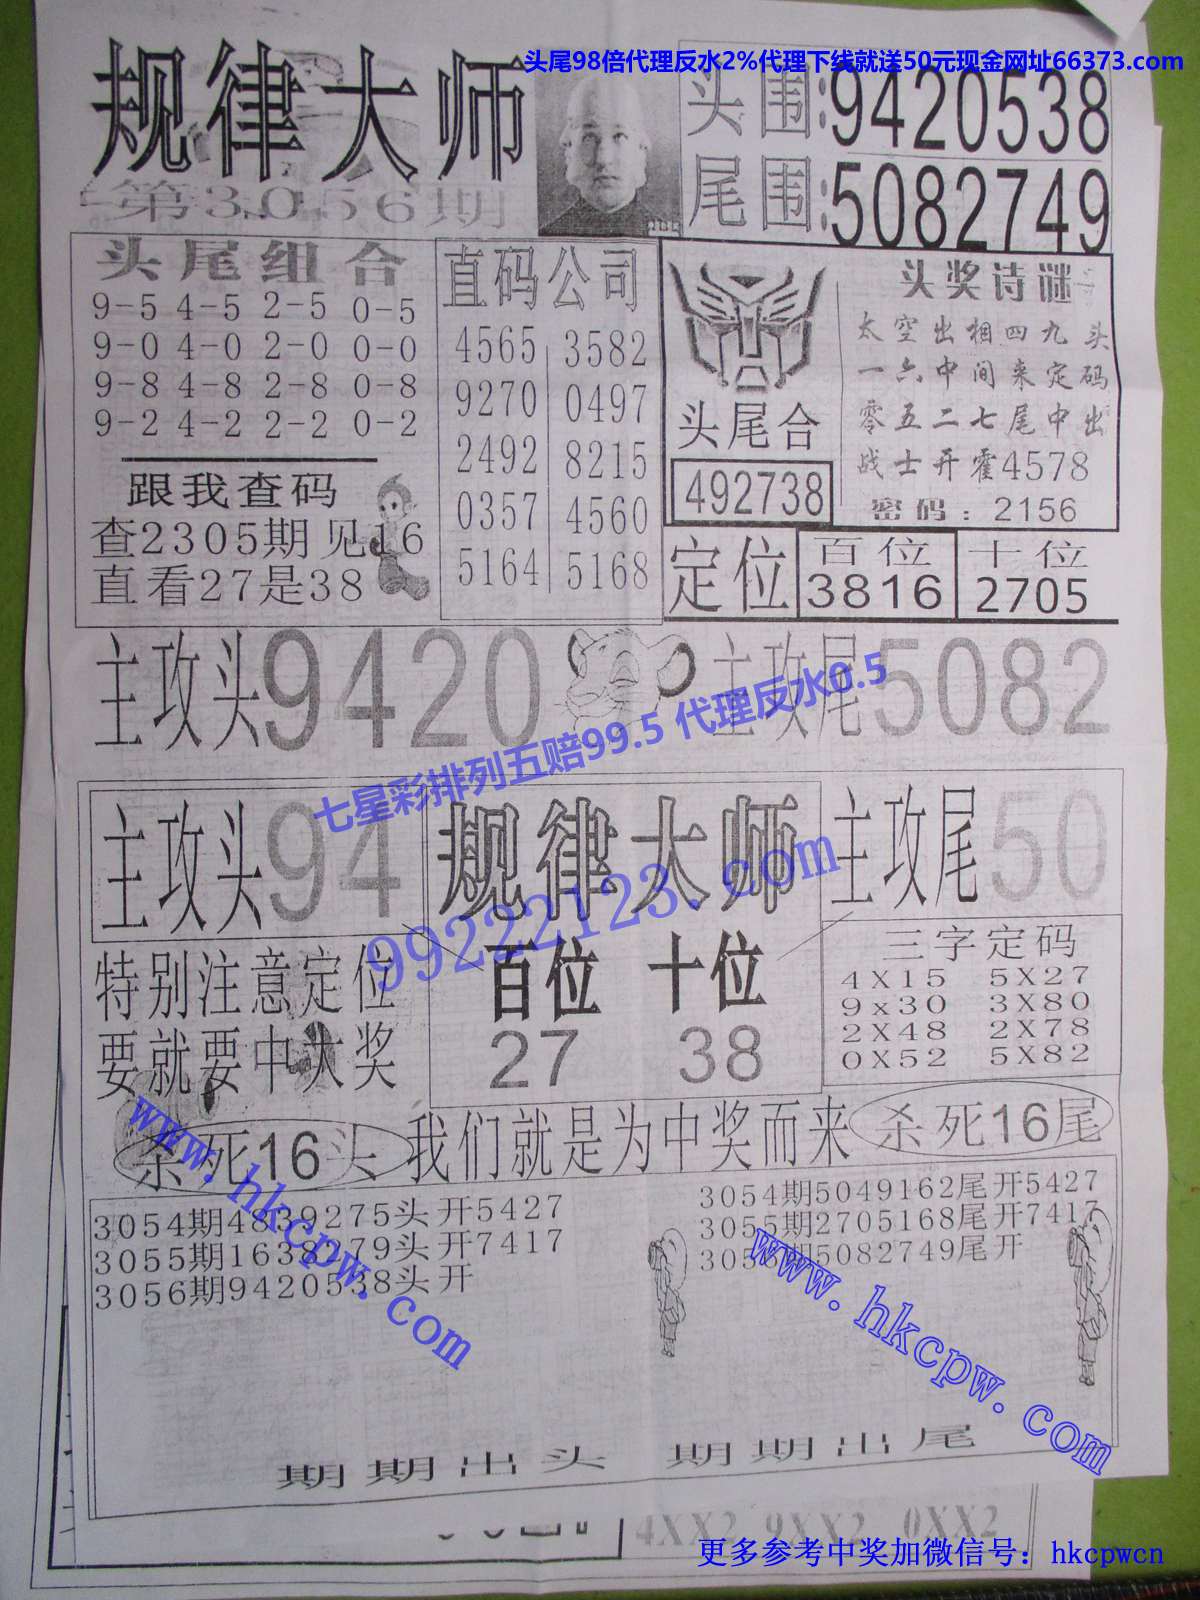 头尾98倍代理反水2%代理下线就送50元现金网址66373.com
规律大师
第3056期
头围:9420538
尾围:5082749
头尾组合
9-5 4-5 2-5 0-5
9-0 4-0 2-0 0-0
9-8 4-8 2-8 0-8
9-2 4-2 2-2 0-2
跟我查码
查2305期见16
直看27是38
直码公司
4565 3582
9270 0497
2492 8215
0357 4560
5164 5168
头尾合
492738
头奖诗谜
太空出相四九头
一六中间来定码
零五二七尾中出
战士开霍4578
密码：2156
定位
百位
3816
十位
2705
主攻头9420
主攻尾5082
七星彩排列五赔99.5 代理反水0.5
主攻头94
规律大师
主攻尾50
99222123.com
特别注意定位
要就要中大奖
百位 十位
27 38
三字定码
4X15 5X27
9x30 3X80
2X48 2X78
0X52 5X82
杀死16头
我们就是为中奖而来
杀死16尾
www.hkcpw.com
3054期4839275头开5427
3055期1638 79头开7417
3056期9420538头开
3054期5049162尾开5427
3055期2705168尾开7417
3056期5082749尾开
www.hkcpw.com
期期出头 期期出尾
4XX2 9XX2 0XX2
更多参考中奖加微信号：hkcpwcn